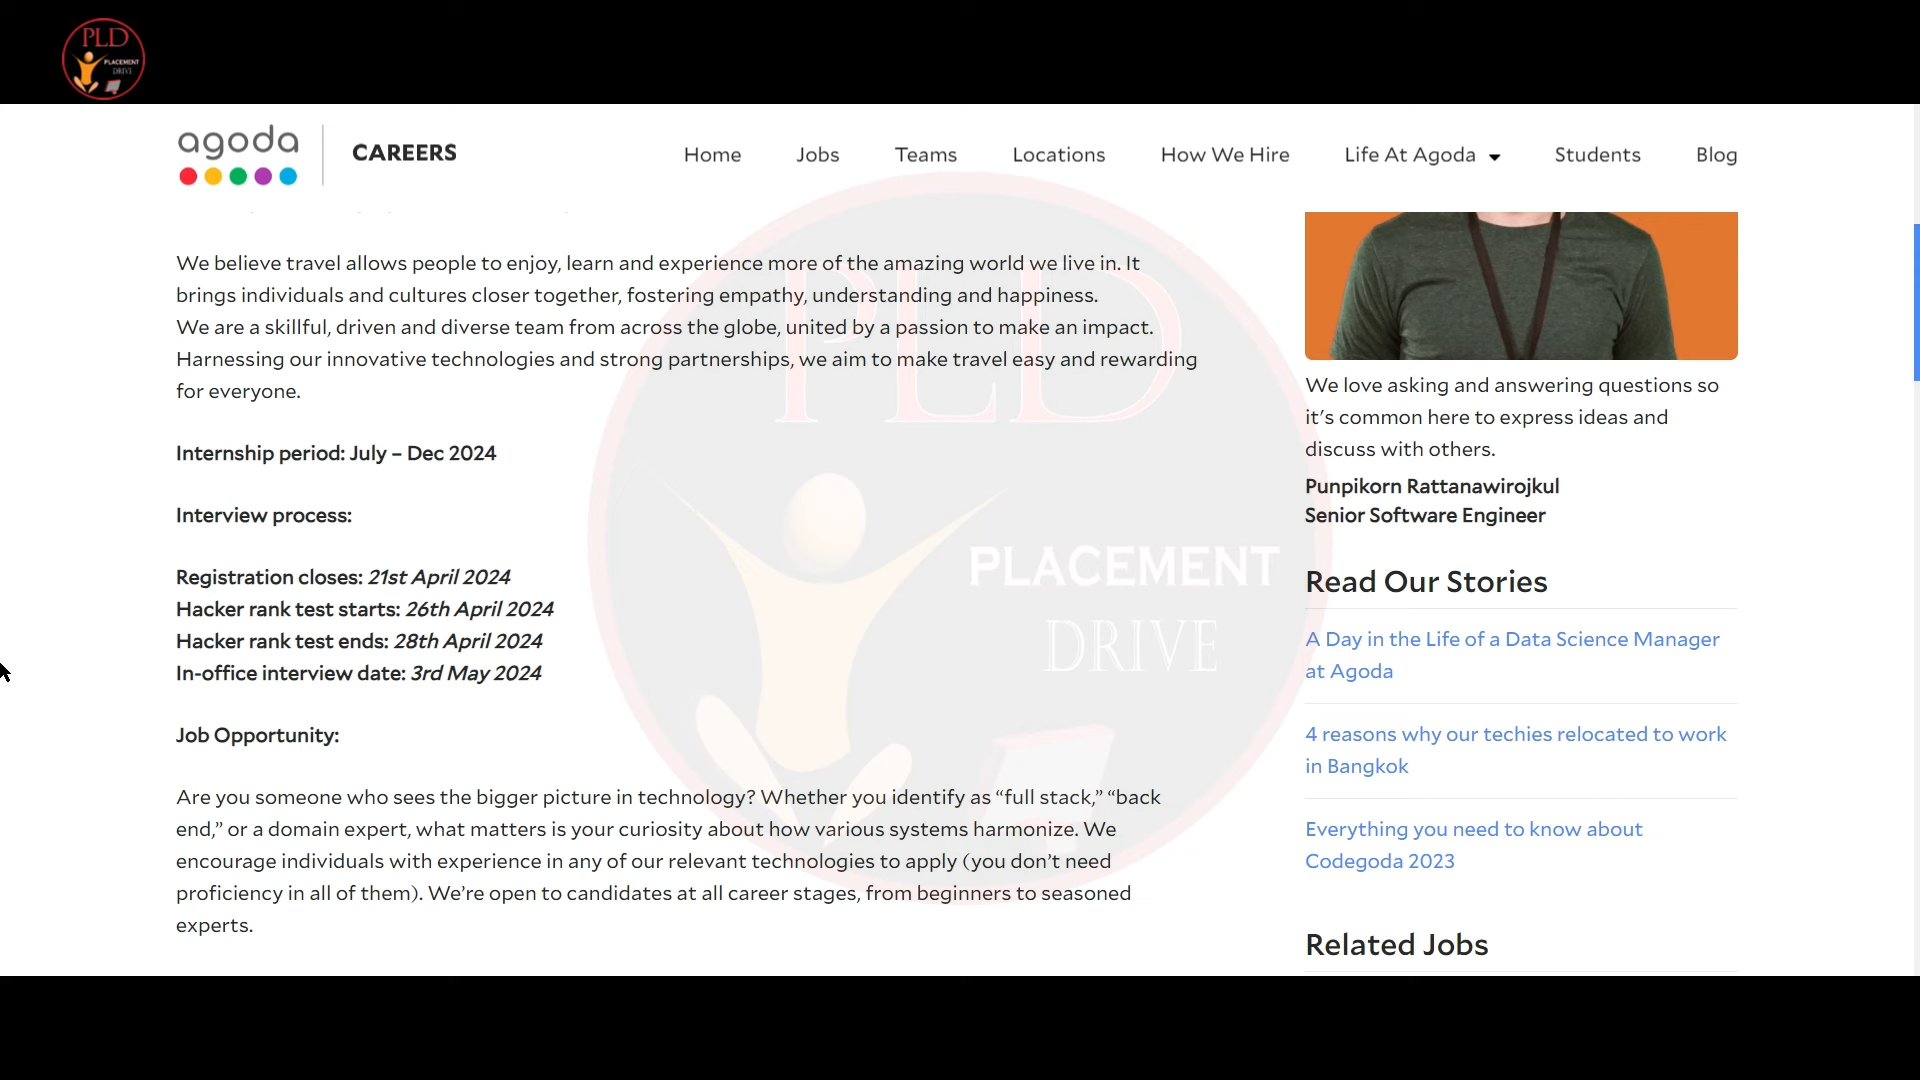 PLD
PLACEMENT
DRIVE
agoda
CAREERS
Home
Jobs
Teams
Locations
How We Hire
Life At Agoda
Students
Blog
We believe travel allows people to enjoy, learn and experience more of the amazing world we live in. It
brings individuals and cultures closer together, fostering empathy, understanding and happiness.
We are a skillful, driven and diverse team from across the globe, united by a passion to make an impact.
Harnessing our innovative technologies and strong partnerships, we aim to make travel easy and rewarding
for everyone.
Internship period: July – Dec 2024
Interview process:
Registration closes: 21st April 2024
Hacker rank test starts: 26th April 2024
Hacker rank test ends: 28th April 2024
In-office interview date: 3rd May 2024
Job Opportunity:
Are you someone who sees the bigger picture in technology? Whether you identify as “full stack,” “back
end,” or a domain expert, what matters is your curiosity about how various systems harmonize. We
encourage individuals with experience in any of our relevant technologies to apply (you don’t need
proficiency in all of them). We’re open to candidates at all career stages, from beginners to seasoned
experts.
PLD
PLACEMENT
DRIVE
We love asking and answering questions so
it’s common here to express ideas and
discuss with others.
Punpikorn Rattanawirojkul
Senior Software Engineer
Read Our Stories
A Day in the Life of a Data Science Manager
at Agoda
4 reasons why our techies relocated to work
in Bangkok
Everything you need to know about
Codegoda 2023
Related Jobs